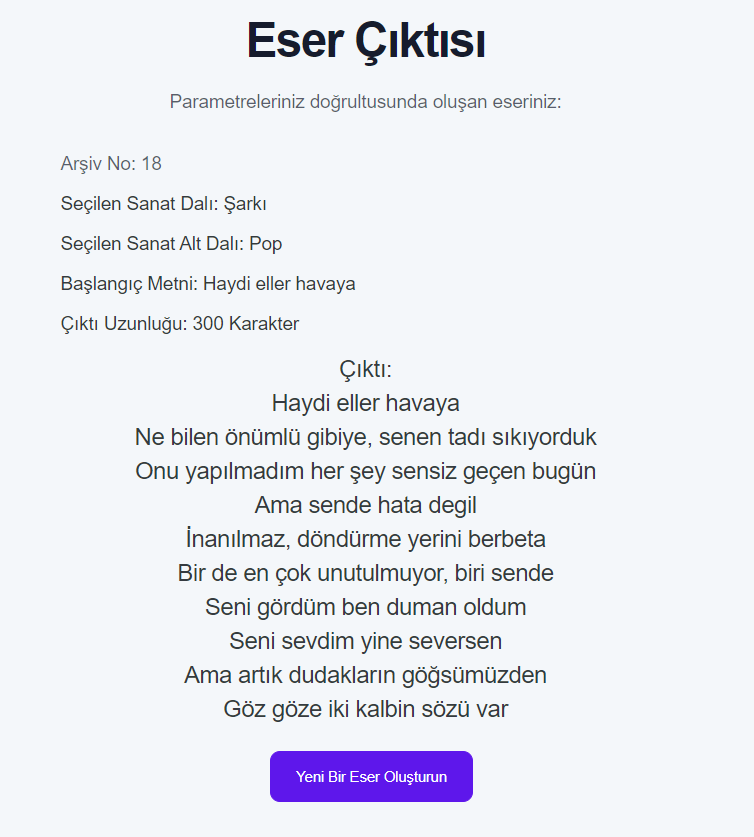 Eser Çıktısı
Parametreleriniz doğrultusunda oluşan eseriniz:
Arşiv No: 18
Seçilen Sanat Dalı: Şarkı
Seçilen Sanat Alt Dalı: Pop
Başlangıç Metni: Haydi eller havaya
Çıktı Uzunluğu: 300 Karakter
Çıktı:
Haydi eller havaya
Ne bilen önümlü gibiye, senen tadı sıkıyorduk
Onu yapılmadım her şey sensiz geçen bugün
Ama sende hata degil
İnanılmaz, döndürme yerini berbeta
Bir de en çok unutulmuyor, biri sende
Seni gördüm ben duman oldum
Seni sevdim yine seversen
Ama artık dudakların göğsümüzden
Göz göze iki kalbin sözü var
Yeni Bir Eser Oluşturun